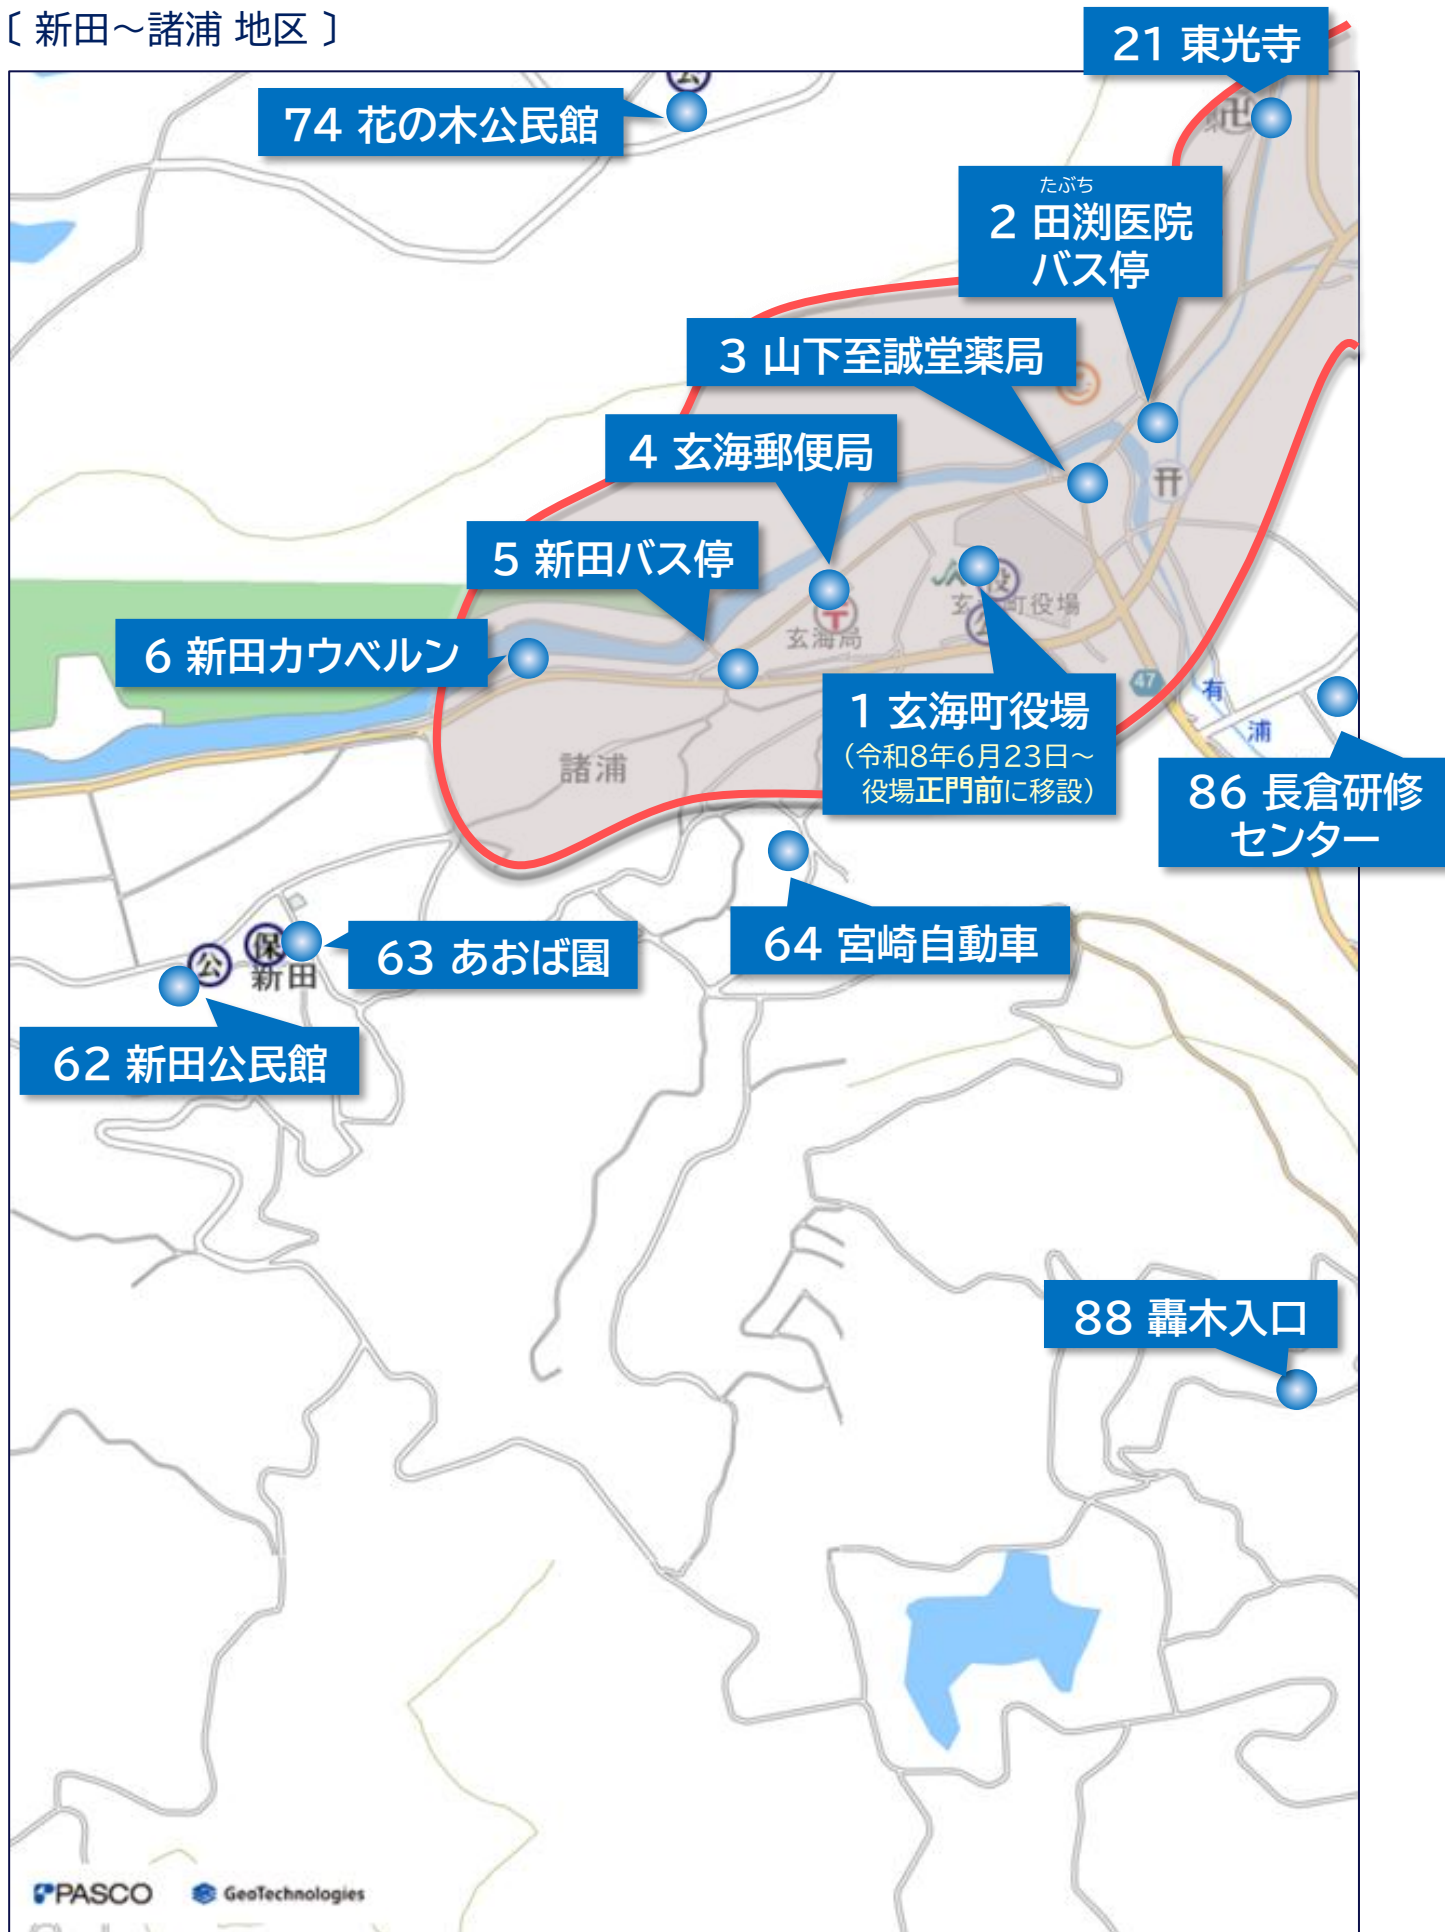 〔 新田～諸浦 地区 〕
21 東光寺
74 花の木公民館
公
卍
たぶち
2 田渕医院
バス停
3 山下至誠堂薬局
4 玄海郵便局
5 新田バス停
6 新田カウベルン
玄海局
役
町役場
1 玄海町役場
（令和8年6月23日～
役場正門前に移設）
47
有
浦
諸浦
86 長倉研修
センター
64 宮崎自動車
63 あおば園
保
公
新田
62 新田公民館
88 轟木入口
PASCO
GeoTechnologies